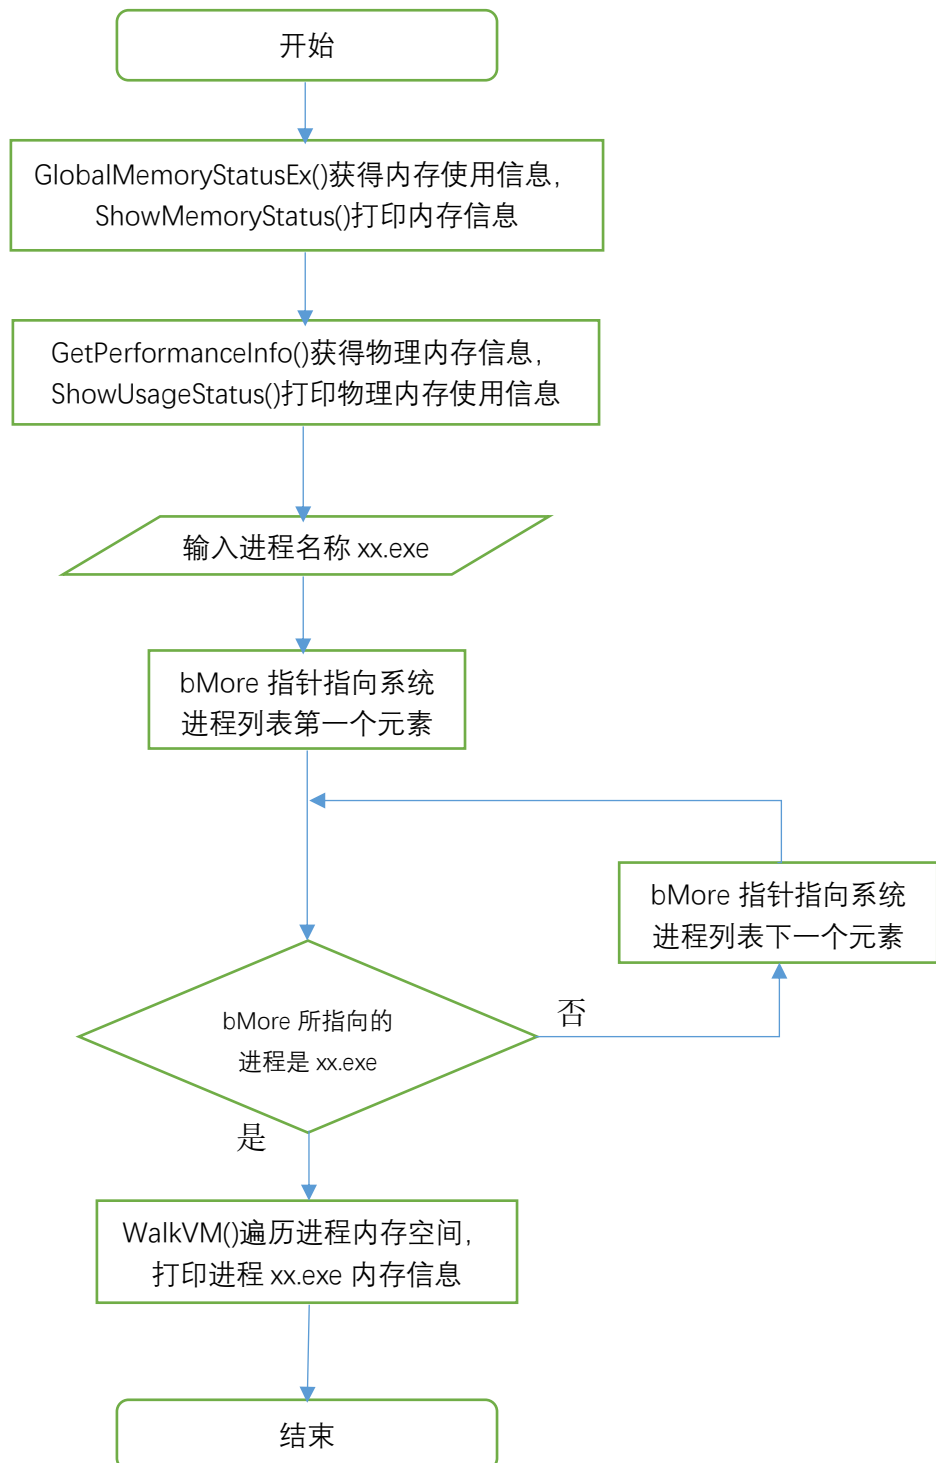 开始
GlobalMemoryStatusEx()获得内存使用信息,
ShowMemoryStatus()打印内存信息
GetPerformanceInfo()获得物理内存信息,
ShowUsageStatus()打印物理内存使用信息
输入进程名称 xx.exe
bMore 指针指向系统
进程列表第一个元素
bMore 指针指向系统
进程列表下一个元素
bMore 所指向的
进程是 xx.exe
否
是
WalkVM()遍历进程内存空间,
打印进程 xx.exe 内存信息
结束